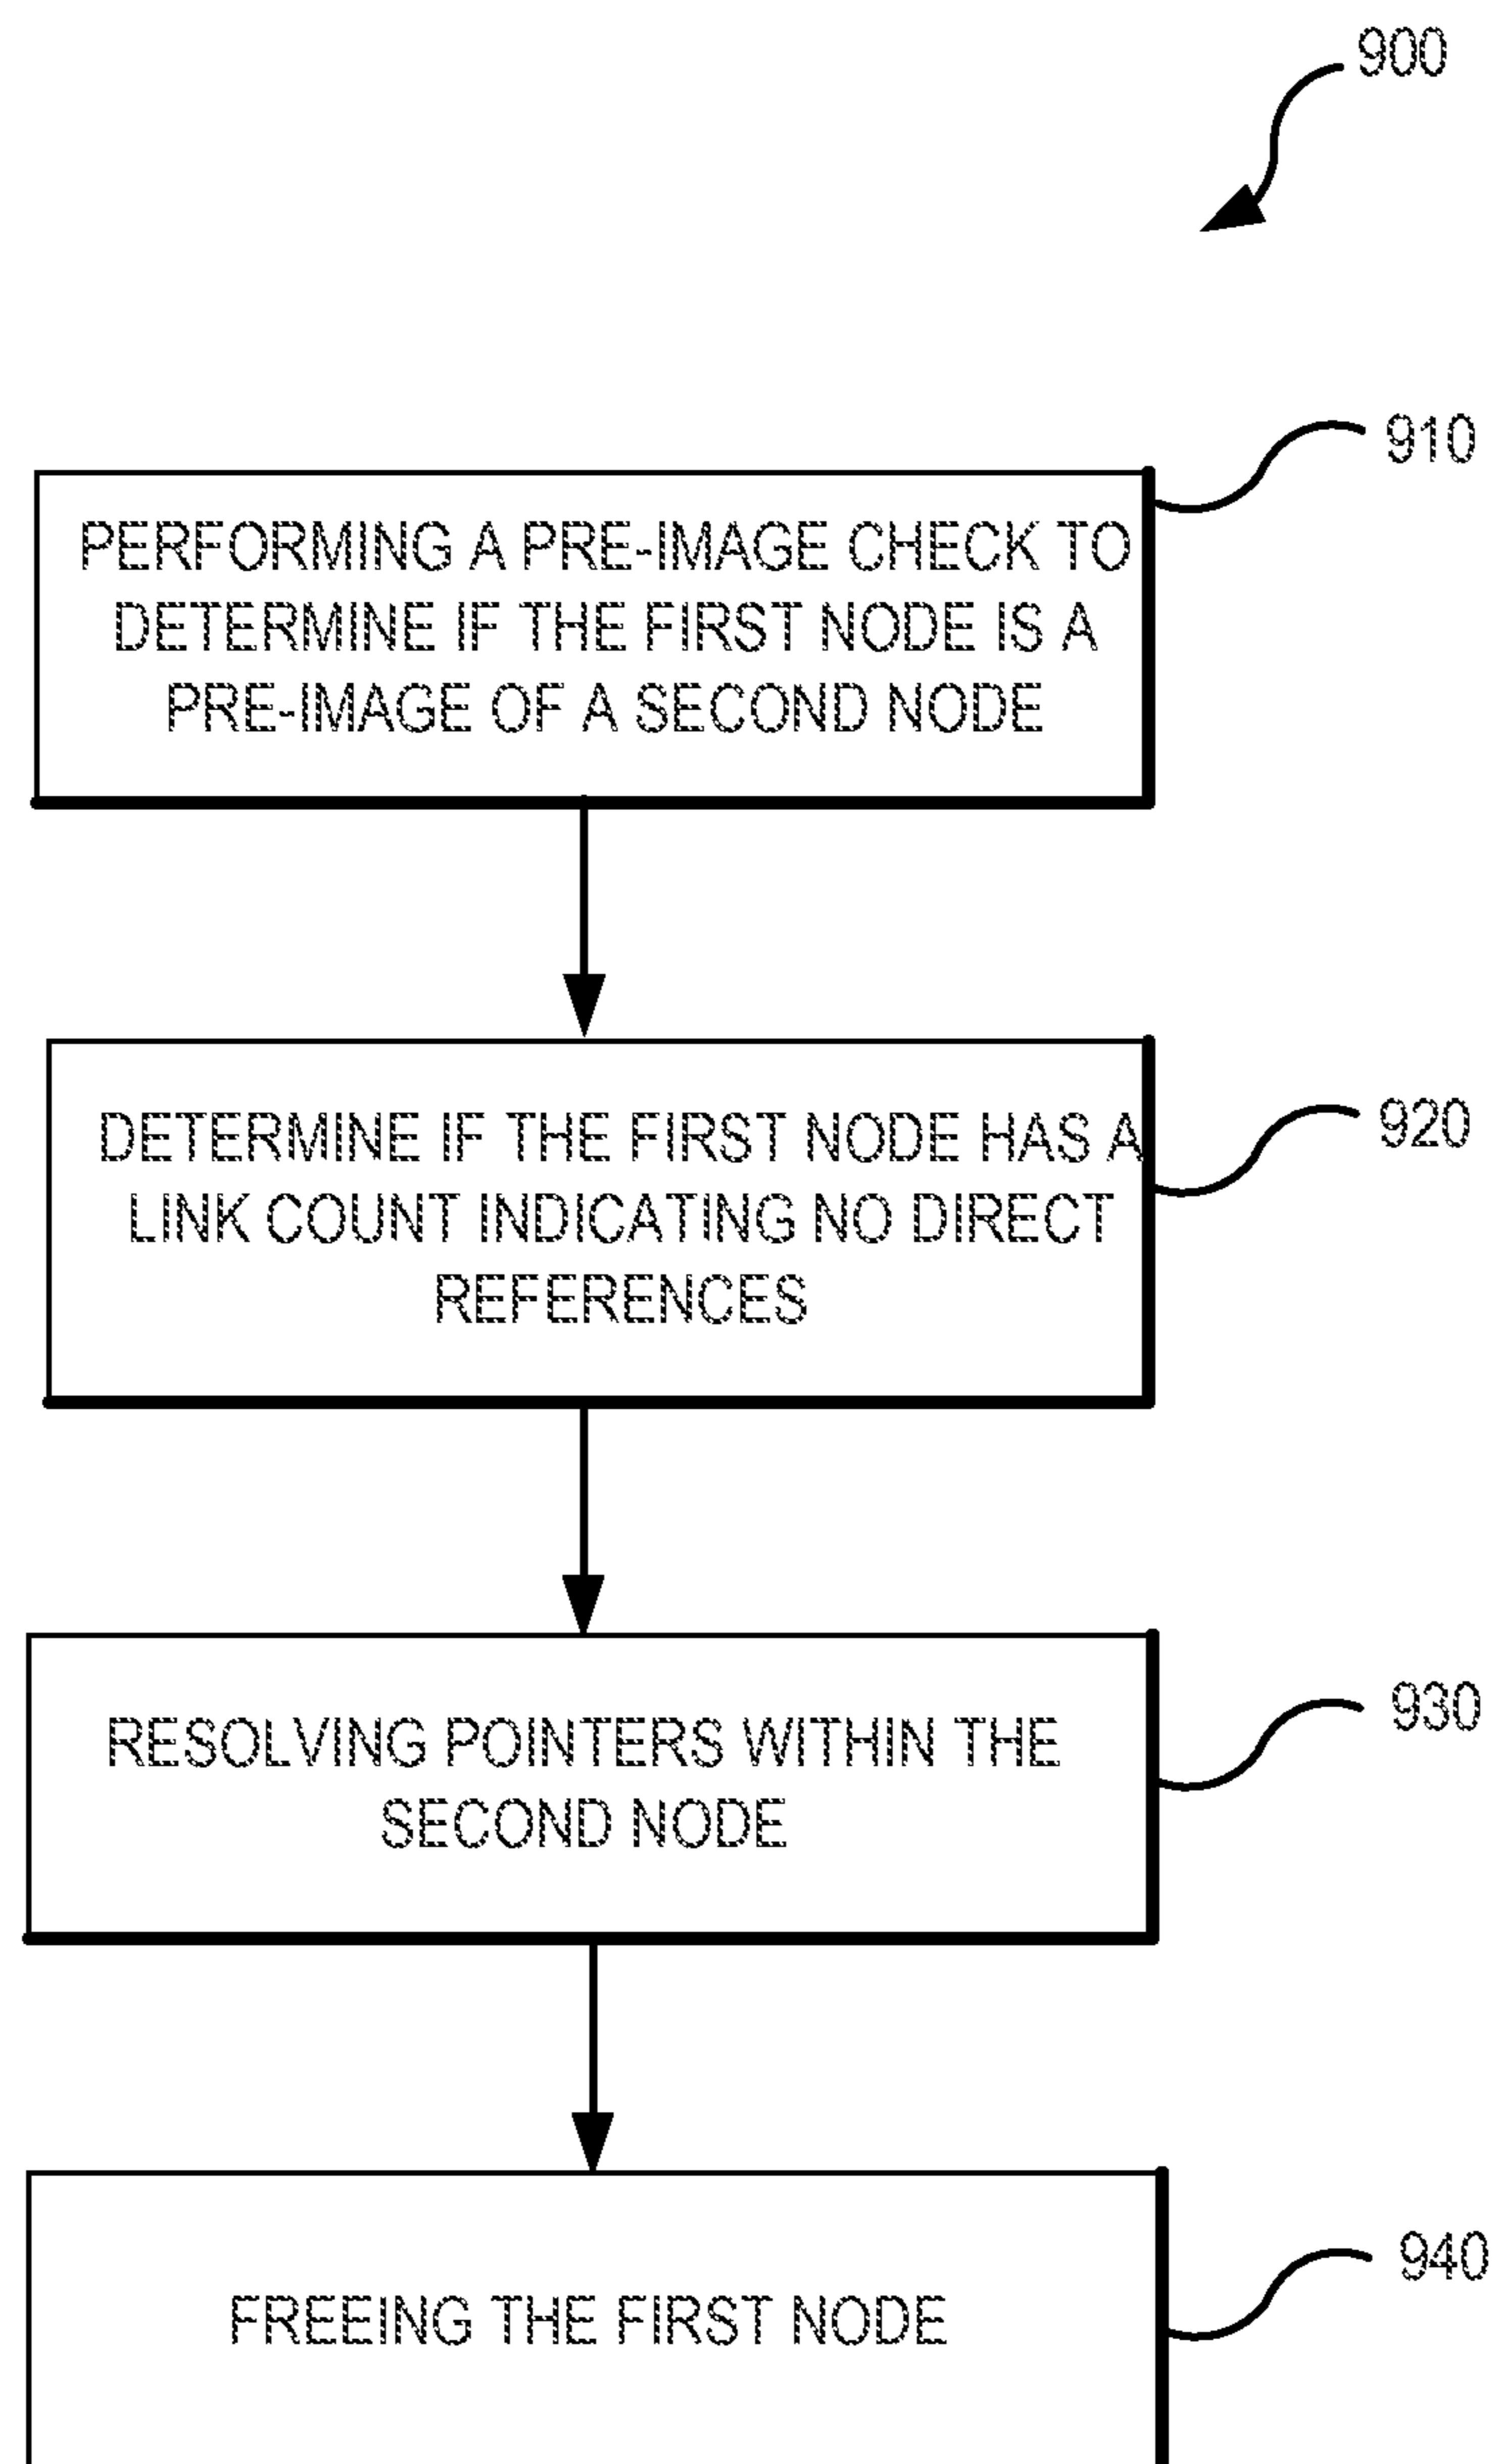 900
910
PERFORMING A PRE-IMAGE CHECK TO
DETERMINE IF THE FIRST NODE IS A
PRE-IMAGE OF A SECOND NODE
920
DETERMINE IF THE FIRST NODE HAS A
LINK COUNT INDICATING NO DIRECT
REFERENCES
930
RESOLVING POINTERS WITHIN THE
SECOND NODE
940
FREEING THE FIRST NODE